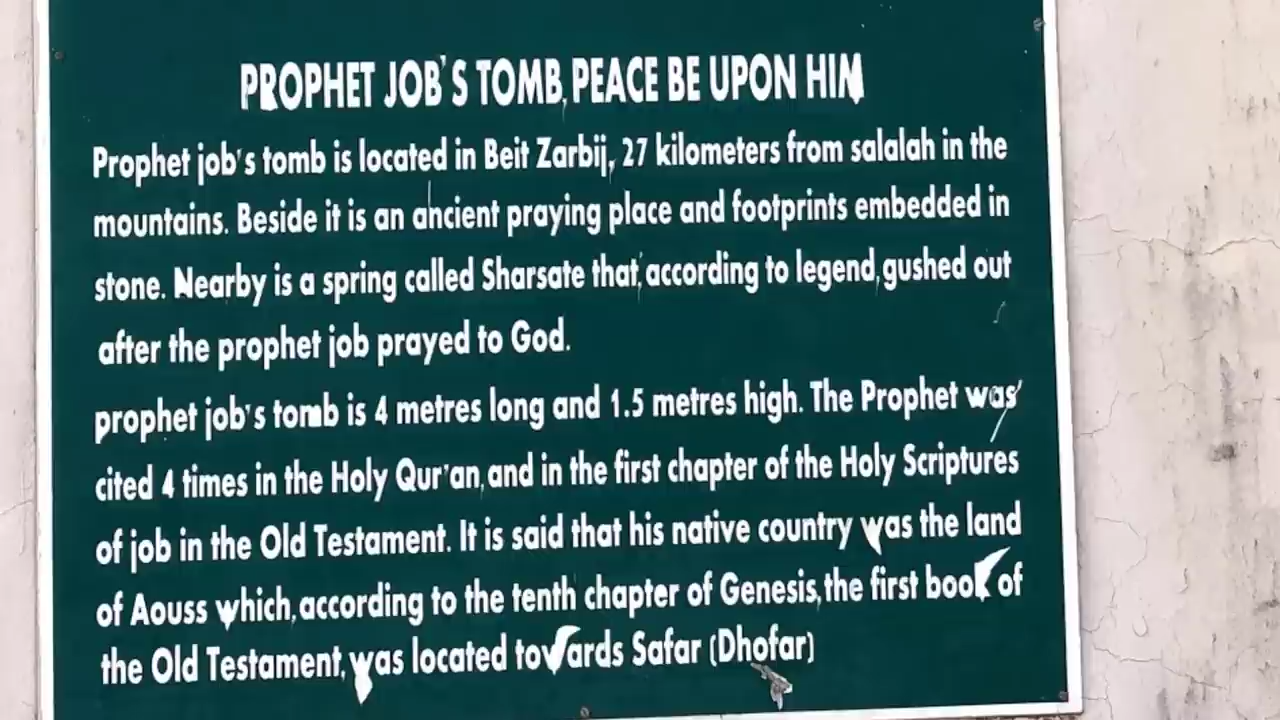 PROPHET JOB'S TOMB, PEACE BE UPON HIM
Prophet job's tomb is located in Beit Zarbij, 27 kilometers from salalah in the
mountains. Beside it is an ancient praying place and footprints embedded in
stone. Nearby is a spring called Sharsate that, according to legend, gushed out
after the prophet job prayed to God.
prophet job's tomb is 4 metres long and 1.5 metres high. The Prophet was
cited 4 times in the Holy Qur'an, and in the first chapter of the Holy Scriptures
of job in the Old Testament. It is said that his native country was the land
of Aouss which, according to the tenth chapter of Genesis, the first book of
the Old Testament, was located towards Safar (Dhofar)